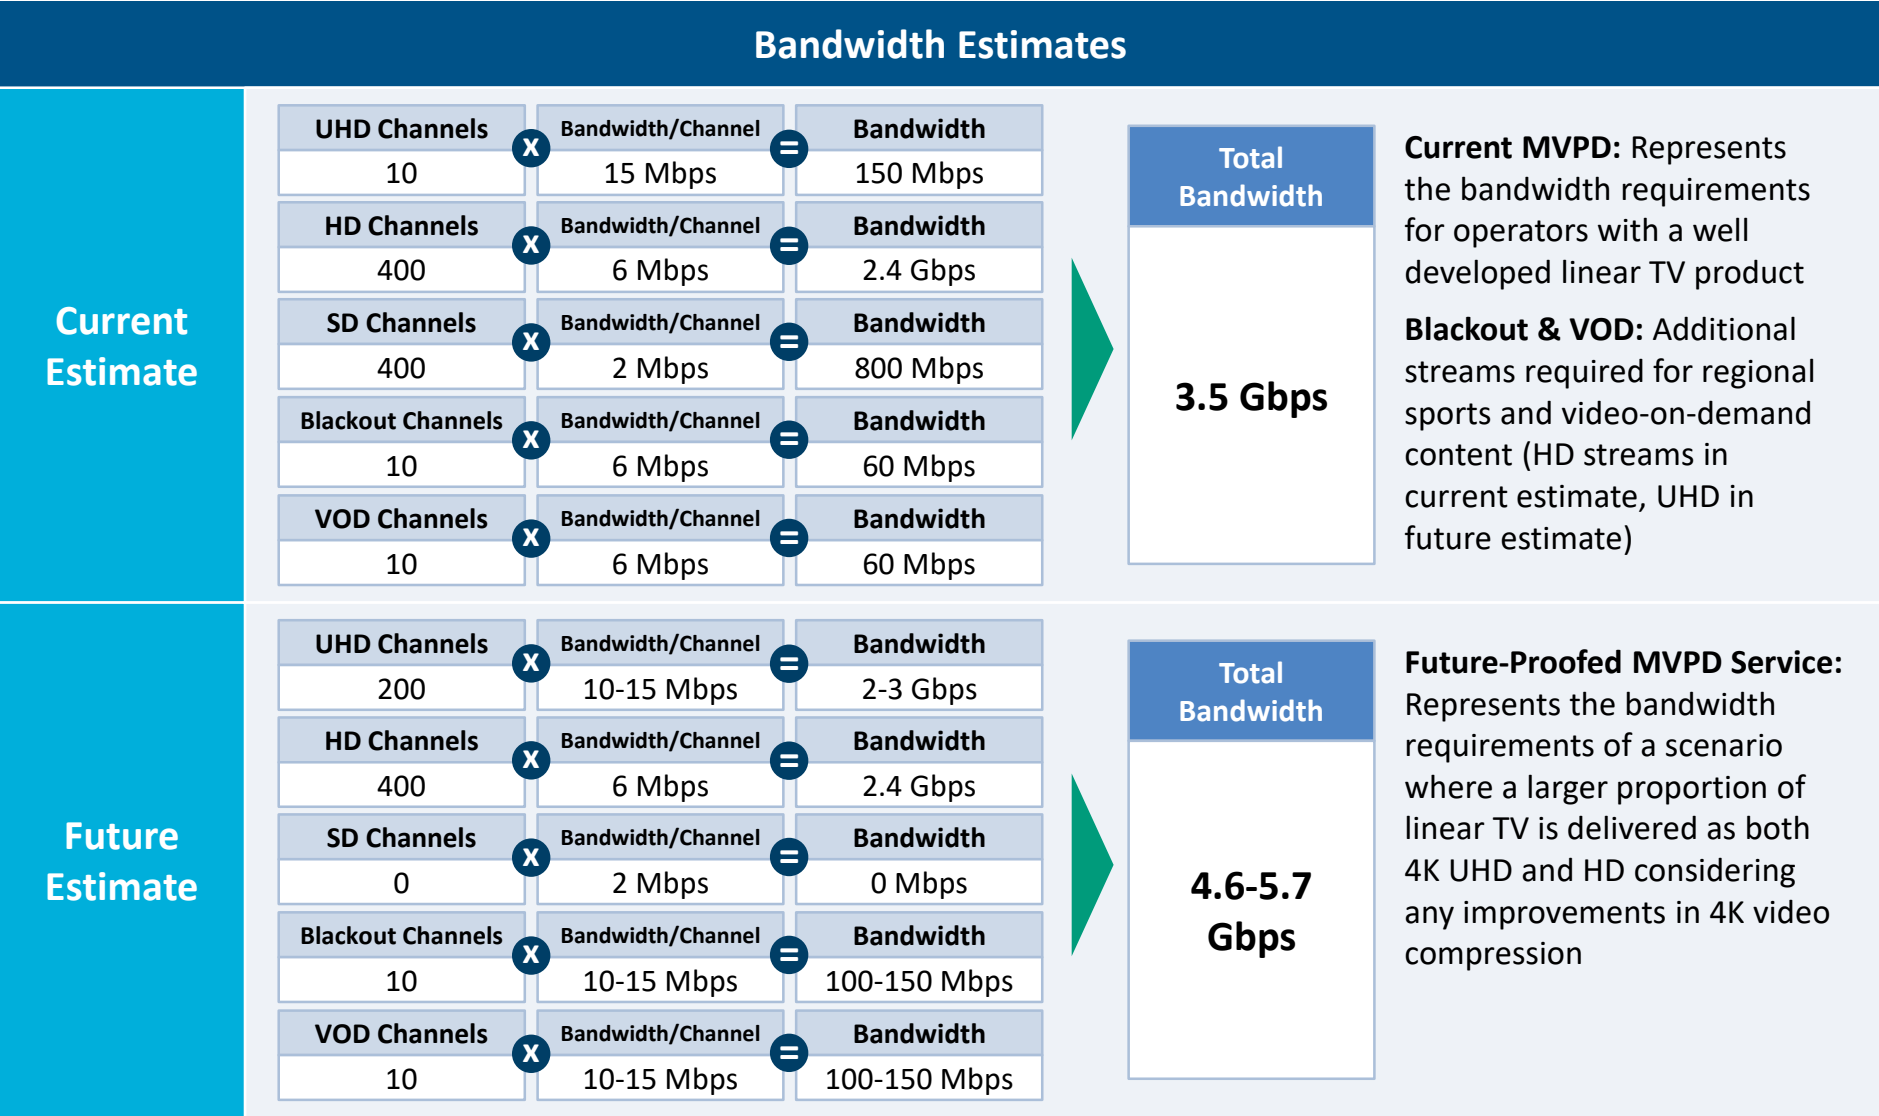 Bandwidth Estimates
Current
Estimate
UHD Channels
x
Bandwidth/Channel
=
Bandwidth
10
15 Mbps
150 Mbps
HD Channels
x
Bandwidth/Channel
=
Bandwidth
400
6 Mbps
2.4 Gbps
SD Channels
x
Bandwidth/Channel
=
Bandwidth
400
2 Mbps
800 Mbps
Blackout Channels
x
Bandwidth/Channel
=
Bandwidth
10
6 Mbps
60 Mbps
VOD Channels
x
Bandwidth/Channel
=
Bandwidth
10
6 Mbps
60 Mbps
Total
Bandwidth
3.5 Gbps
Current MVPD: Represents
the bandwidth requirements
for operators with a well
developed linear TV product
Blackout & VOD: Additional
streams required for regional
sports and video-on-demand
content (HD streams in
current estimate, UHD in
future estimate)
Future
Estimate
UHD Channels
x
Bandwidth/Channel
=
Bandwidth
200
10-15 Mbps
2-3 Gbps
HD Channels
x
Bandwidth/Channel
=
Bandwidth
400
6 Mbps
2.4 Gbps
SD Channels
x
Bandwidth/Channel
=
Bandwidth
0
2 Mbps
0 Mbps
Blackout Channels
x
Bandwidth/Channel
=
Bandwidth
10
10-15 Mbps
100-150 Mbps
VOD Channels
x
Bandwidth/Channel
=
Bandwidth
10
10-15 Mbps
100-150 Mbps
Total
Bandwidth
4.6-5.7
Gbps
Future-Proofed MVPD Service:
Represents the bandwidth
requirements of a scenario
where a larger proportion of
linear TV is delivered as both
4K UHD and HD considering
any improvements in 4K video
compression